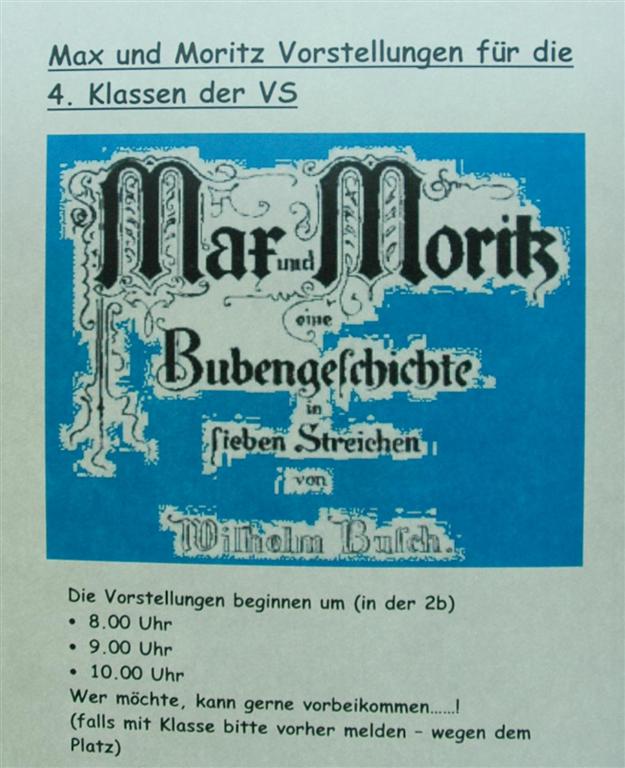 Max und Moritz Vorstellungen für die
4. Klassen der VS
Max und Moritz
eine
Bubengeſchichte
in
ſieben Streichen
von
Wilhelm Buſch.
Die Vorstellungen beginnen um (in der 2b)
• 8.00 Uhr
• 9.00 Uhr
• 10.00 Uhr
Wer möchte, kann gerne vorbeikommen……!
(falls mit Klasse bitte vorher melden – wegen dem
Platz)